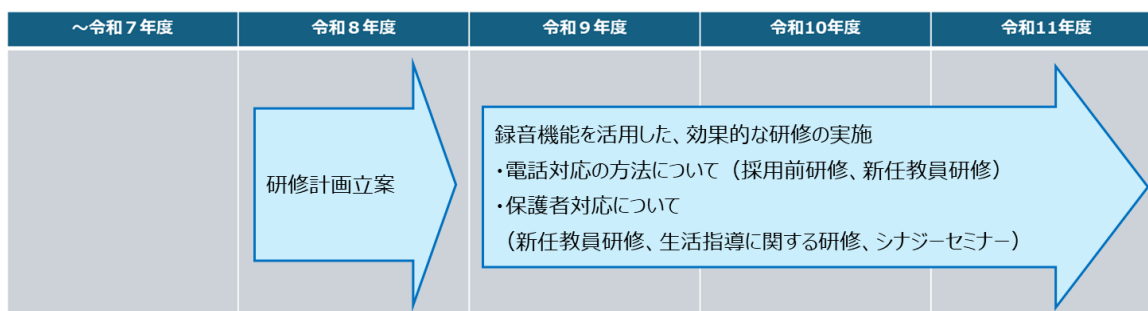 ～令和７年度
令和８年度
令和９年度
令和10年度
令和11年度
研修計画立案
録音機能を活用した、効果的な研修の実施
・電話対応の方法について（採用前研修、新任教員研修）
・保護者対応について
（新任教員研修、生活指導に関する研修、シナジーセミナー）